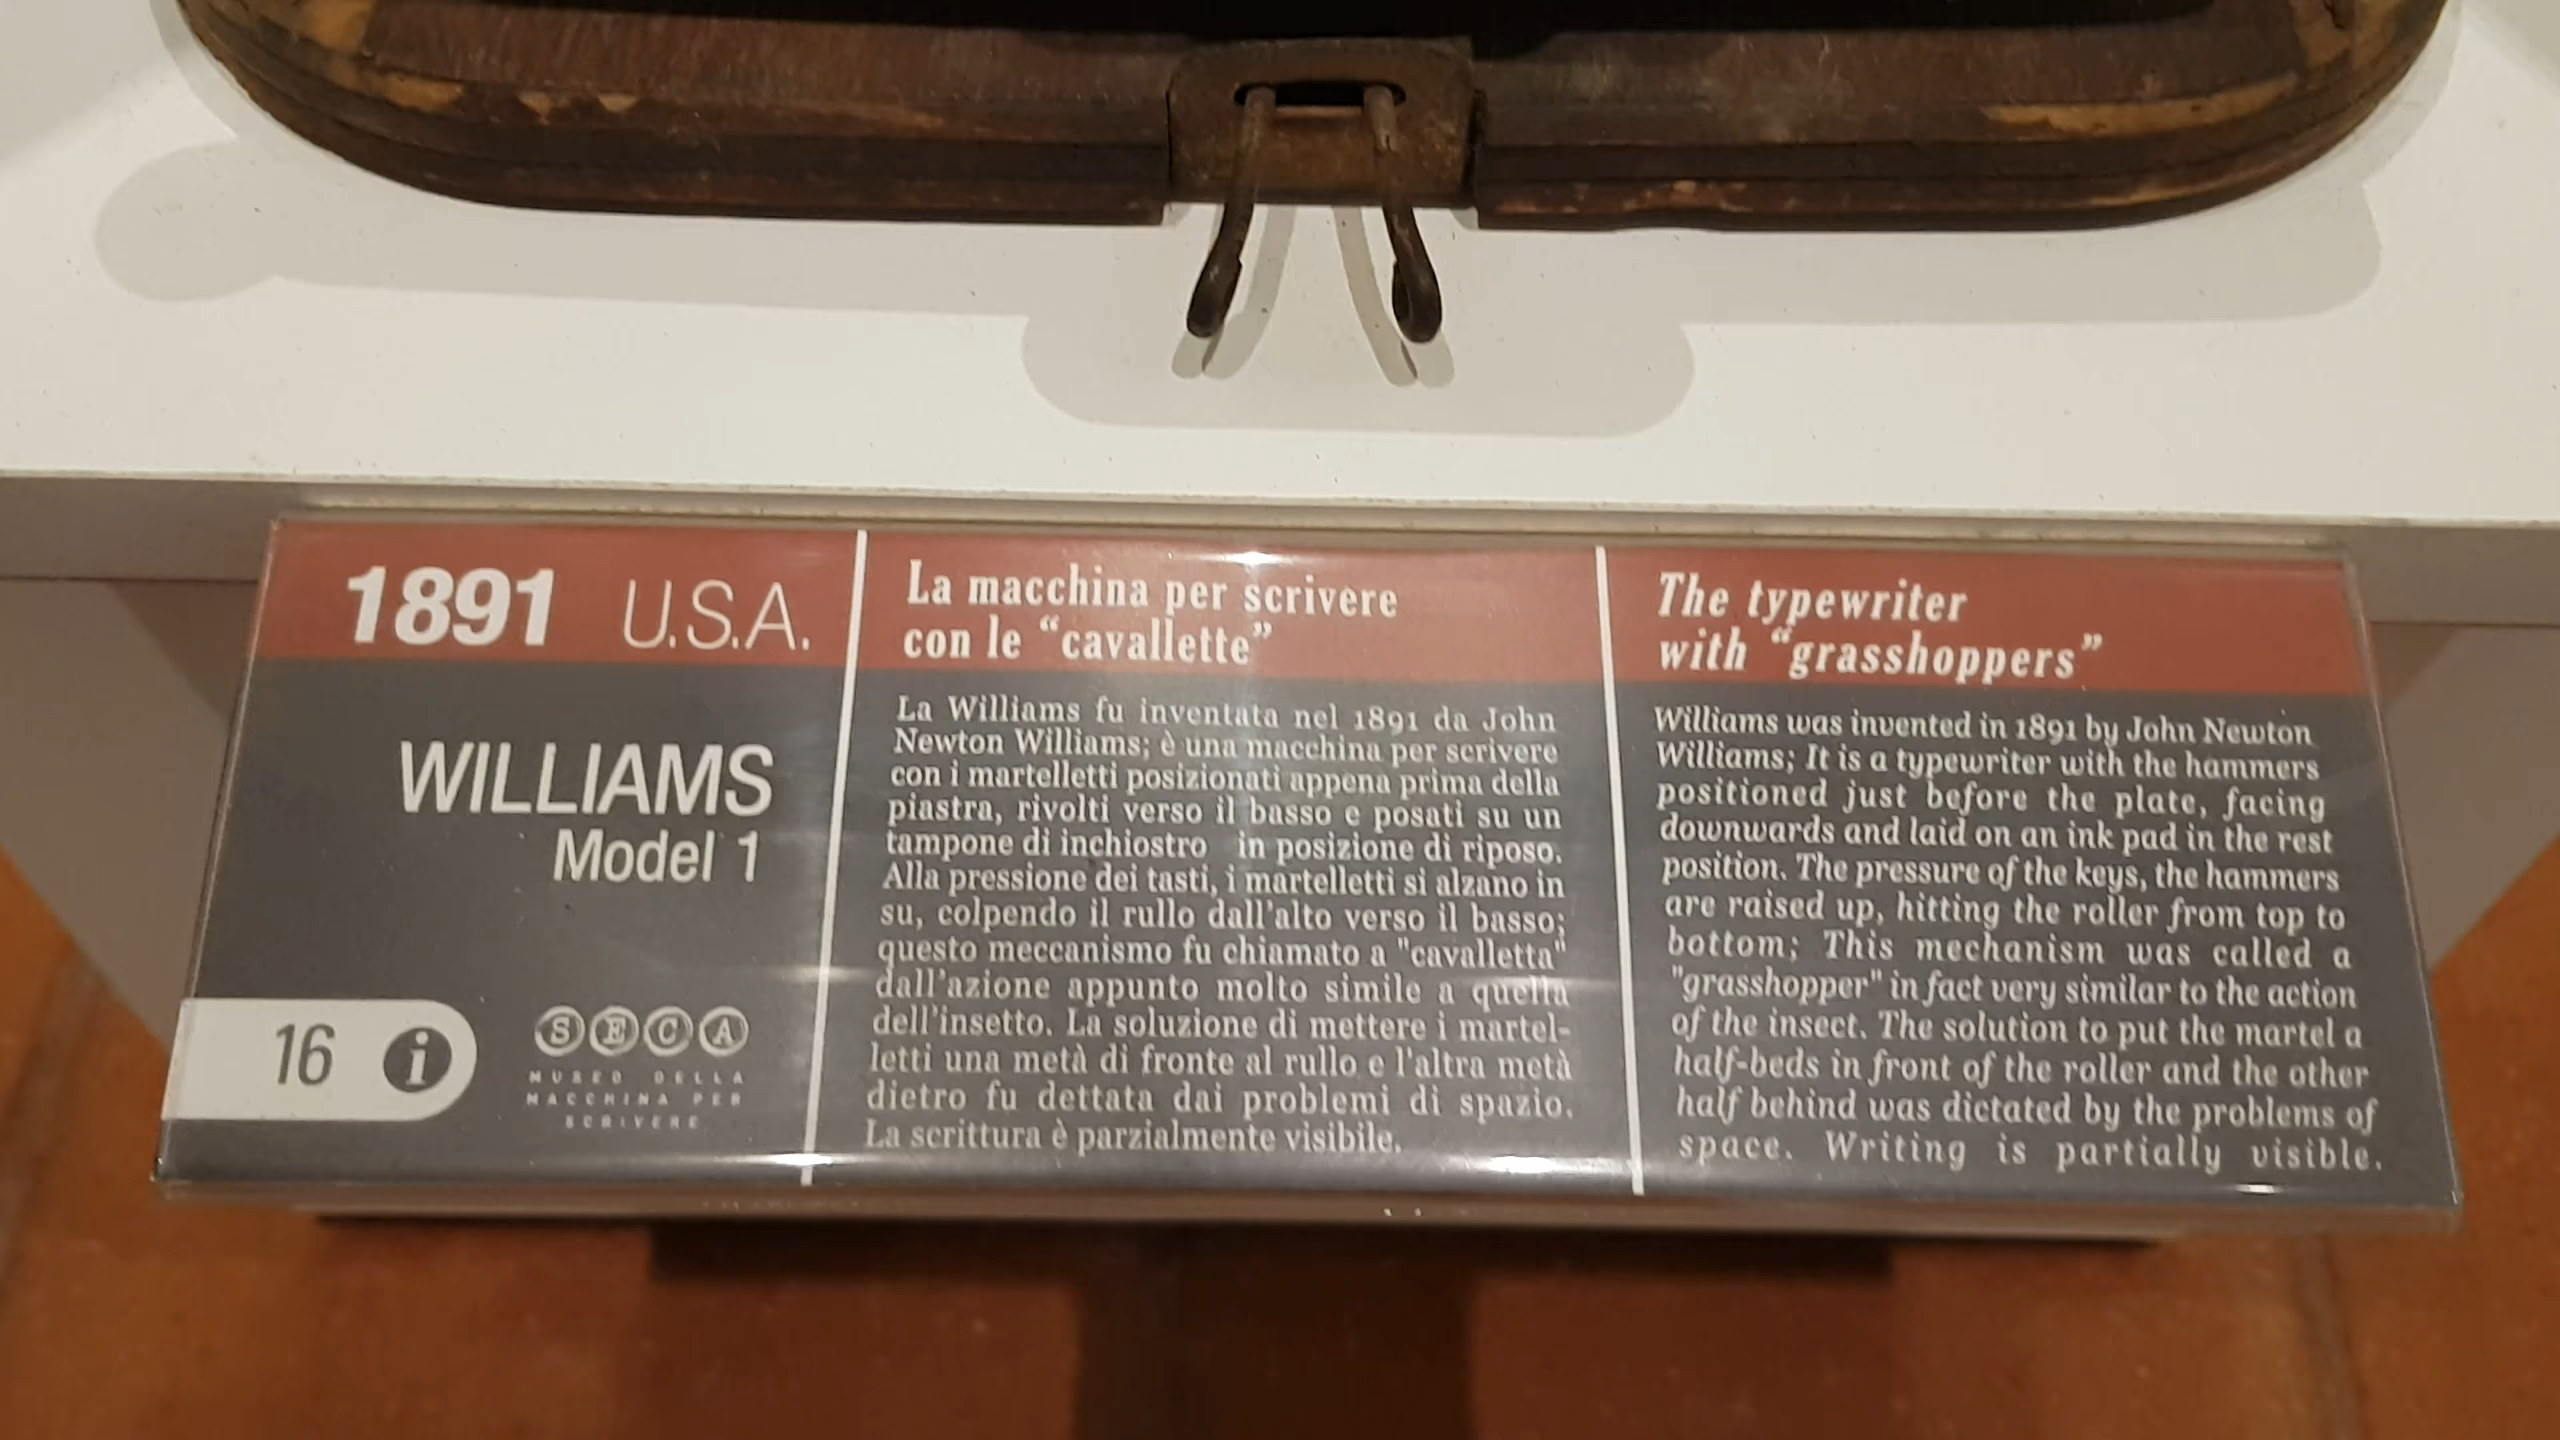 1891 U.S.A.
WILLIAMS
Model 1
16 i
SECA
MUSEO DELLA
MACCHINA PER
SCRIVERE
La macchina per scrivere
con le “cavallette”
La Williams fu inventata nel 1891 da John
Newton Williams; è una macchina per scrivere
con i martelletti posizionati appena prima della
piastra, rivolti verso il basso e posati su un
tampone di inchiostro in posizione di riposo.
Alla pressione dei tasti, i martelletti si alzano in
su, colpendo il rullo dall'alto verso il basso;
questo meccanismo fu chiamato a "cavalletta"
dall'azione appunto molto simile a quella
dell'insetto. La soluzione di mettere i martel-
letti una metà di fronte al rullo e l'altra metà
dietro fu dettata dai problemi di spazio.
La scrittura è parzialmente visibile.
The typewriter
with “grasshoppers”
Williams was invented in 1891 by John Newton
Williams; It is a typewriter with the hammers
positioned just before the plate, facing
downwards and laid on an ink pad in the rest
position. The pressure of the keys, the hammers
are raised up, hitting the roller from top to
bottom; This mechanism was called a
"grasshopper" in fact very similar to the action
of the insect. The solution to put the martel a
half-beds in front of the roller and the other
half behind was dictated by the problems of
space. Writing is partially visible.